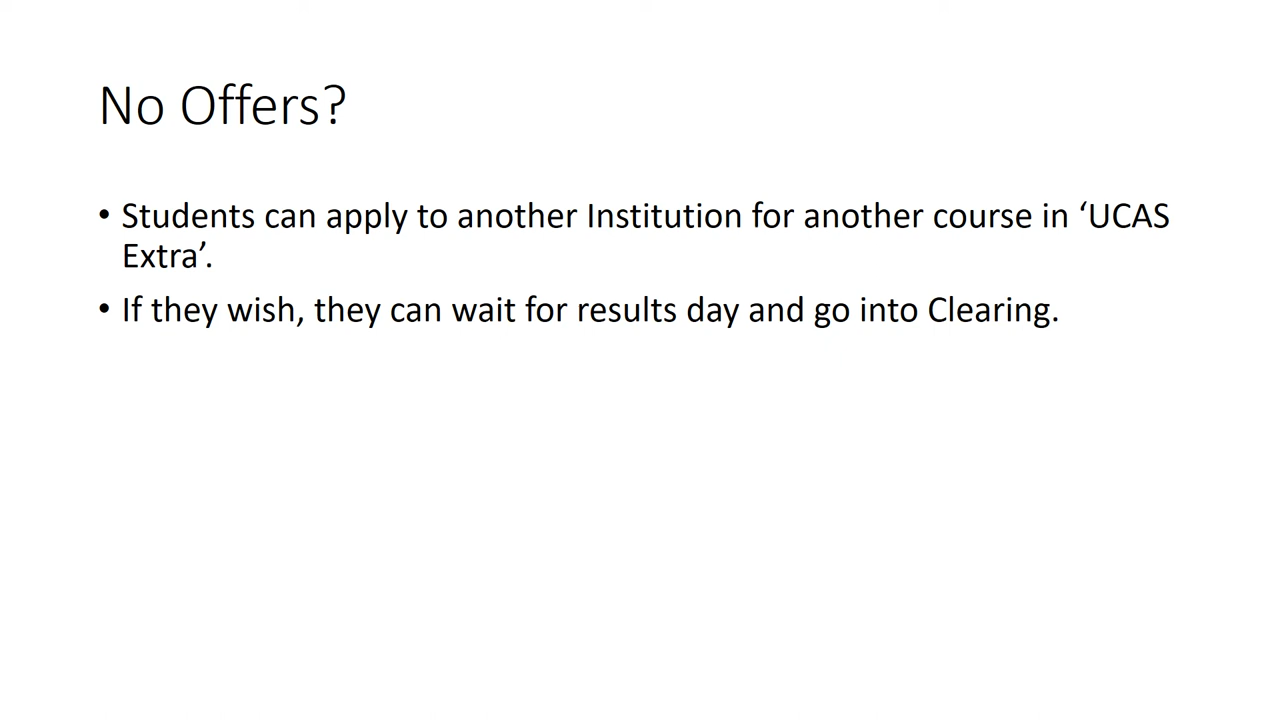 No Offers?
• Students can apply to another Institution for another course in ‘UCAS
Extra’.
• If they wish, they can wait for results day and go into Clearing.